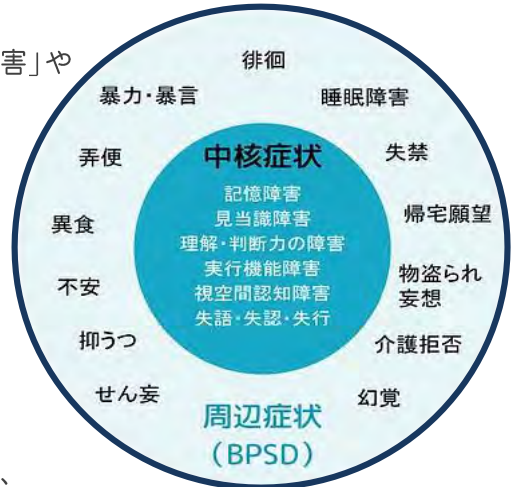 害」や
徘徊
暴力・暴言
睡眠障害
弄便
失禁
異食
帰宅願望
不安
物盗られ
妄想
抑うつ
介護拒否
せん妄
幻覚
中核症状
記憶障害
見当識障害
理解・判断力の障害
実行機能障害
視空間認知障害
失語・失認・失行
周辺症状
(BPSD)
、